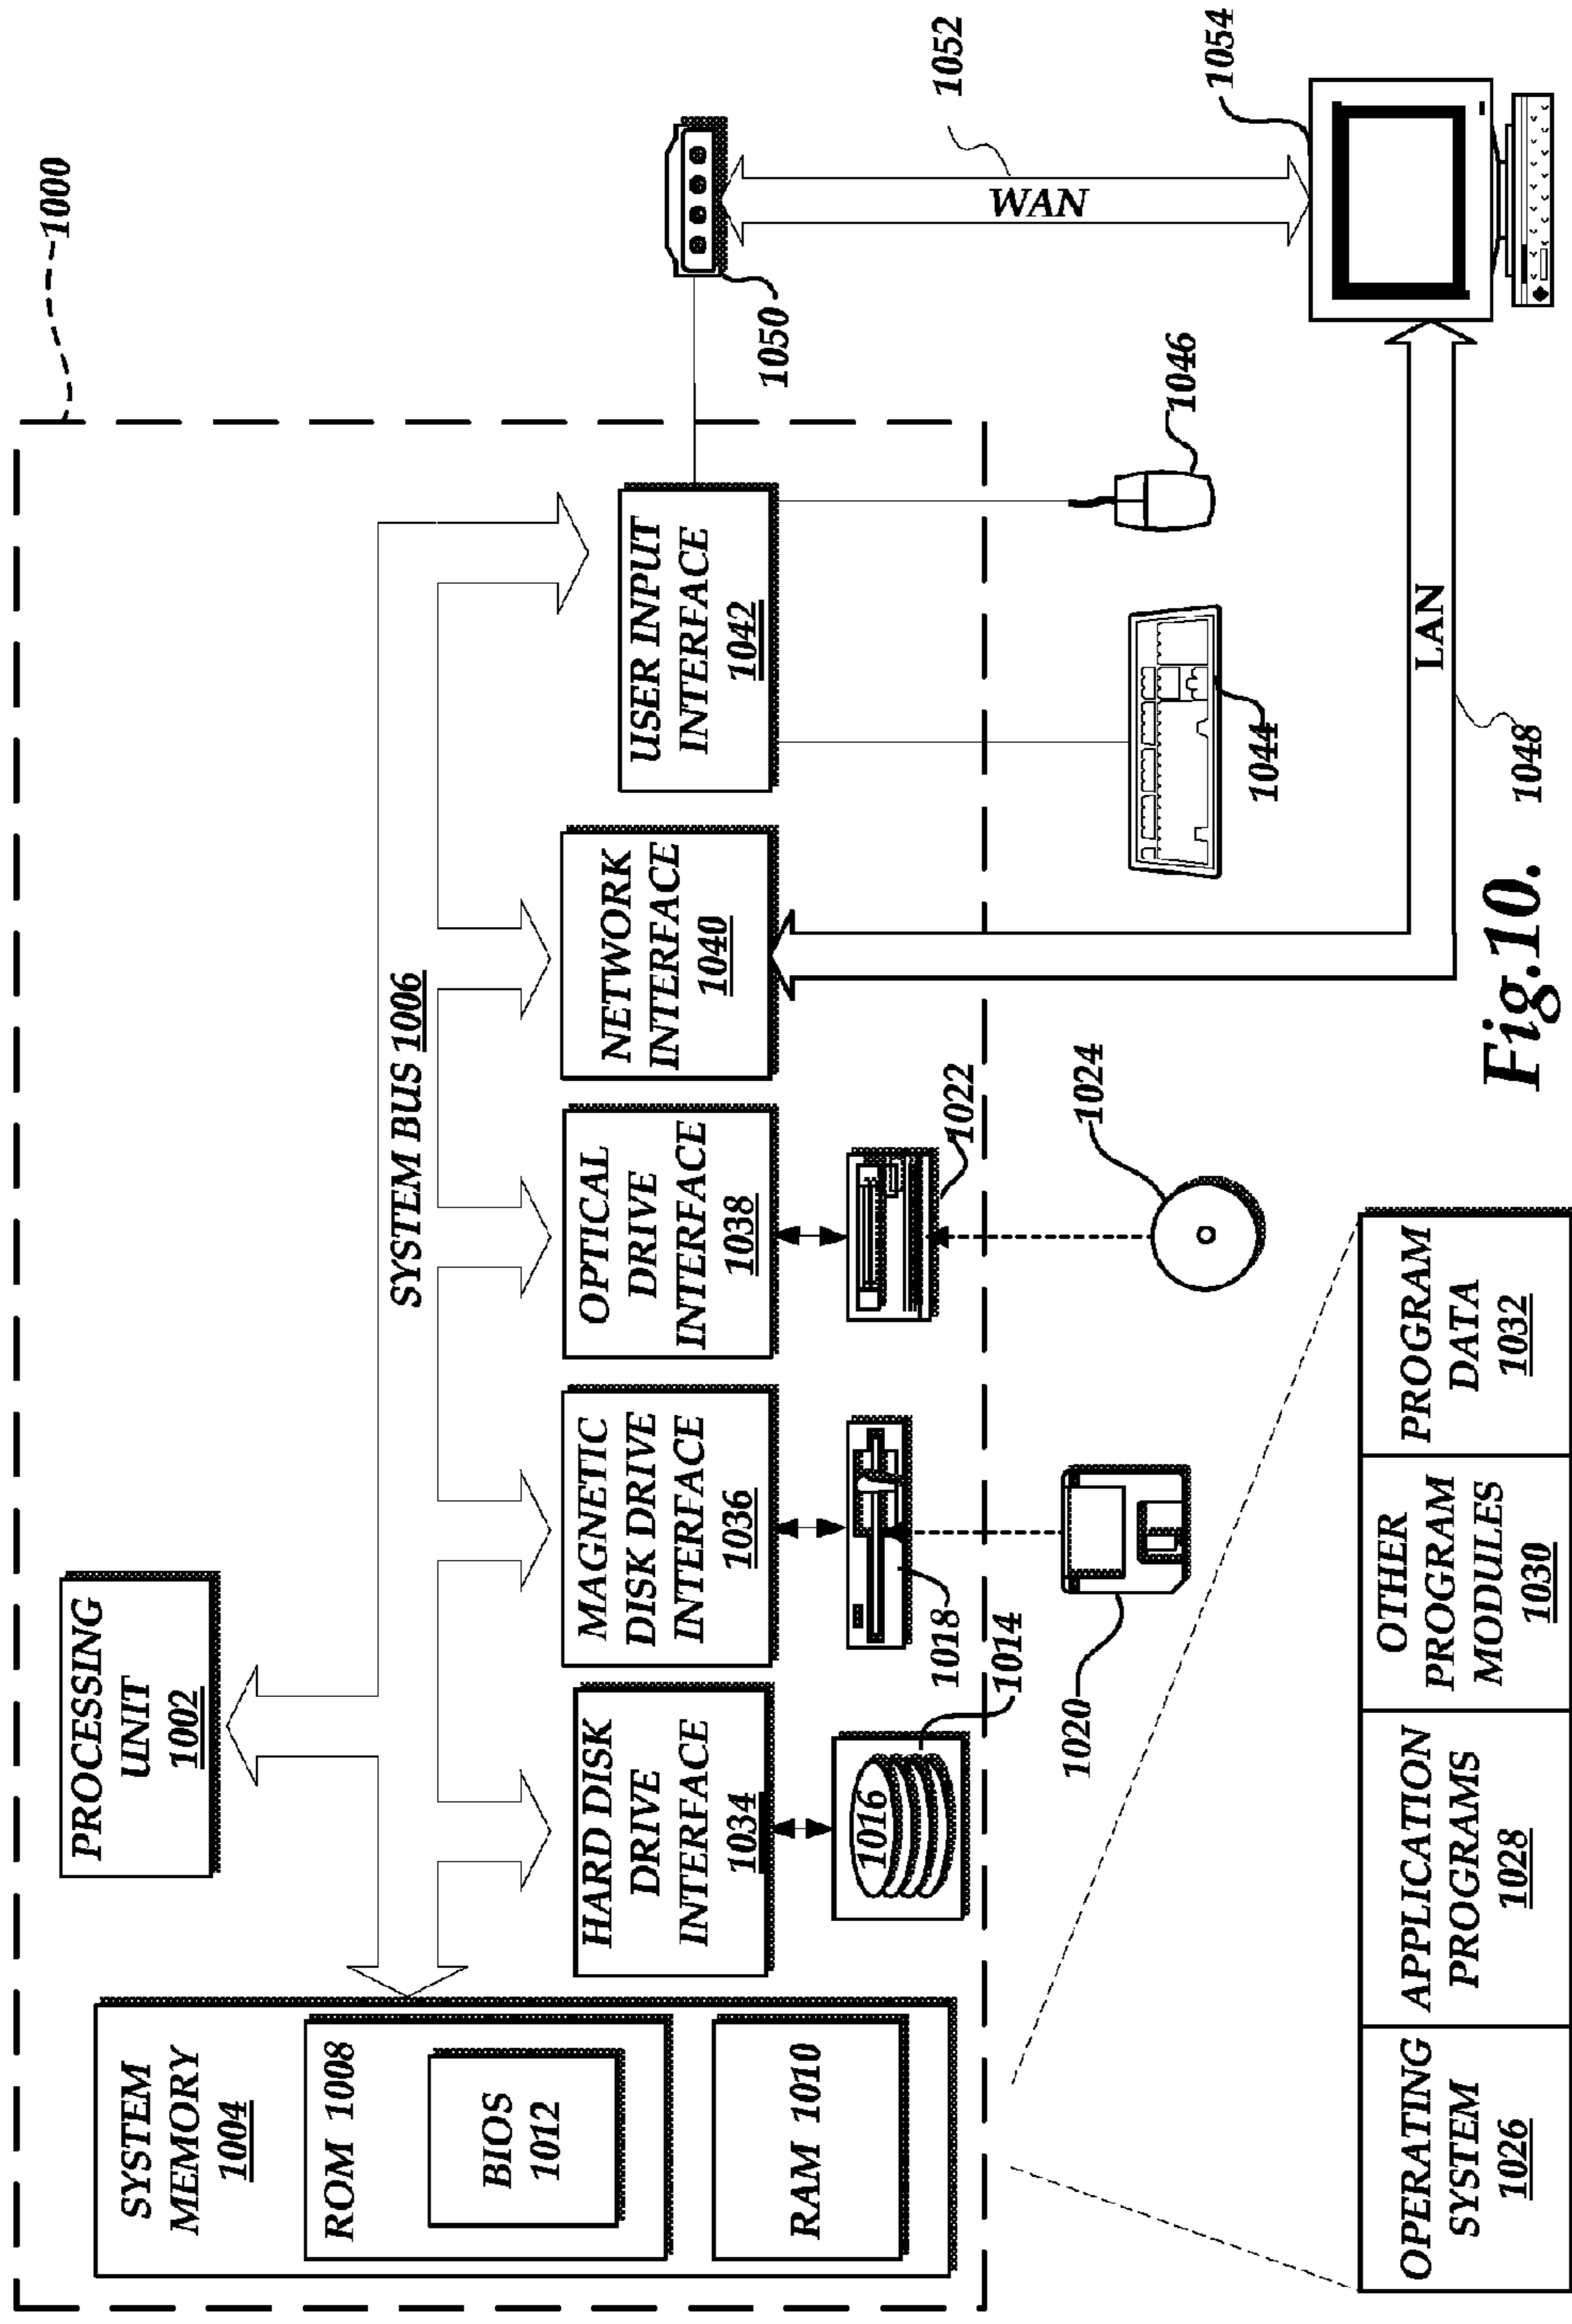 1000
PROCESSING
UNIT
1002
SYSTEM BUS 1006
SYSTEM
MEMORY
1004
ROM 1008
BIOS
1012
RAM 1010
HARD DISK
DRIVE
INTERFACE
1034
MAGNETIC
DISK DRIVE
INTERFACE
1036
OPTICAL
DRIVE
INTERFACE
1038
NETWORK
INTERFACE
1040
USER INPUT
INTERFACE
1042
1016
1014
1018
1020
1022
1024
1044
1046
1050
WAN
1052
1054
LAN
1048
OPERATING
SYSTEM
1026
APPLICATION
PROGRAMS
1028
OTHER
PROGRAM
MODULES
1030
PROGRAM
DATA
1032
Fig.10.